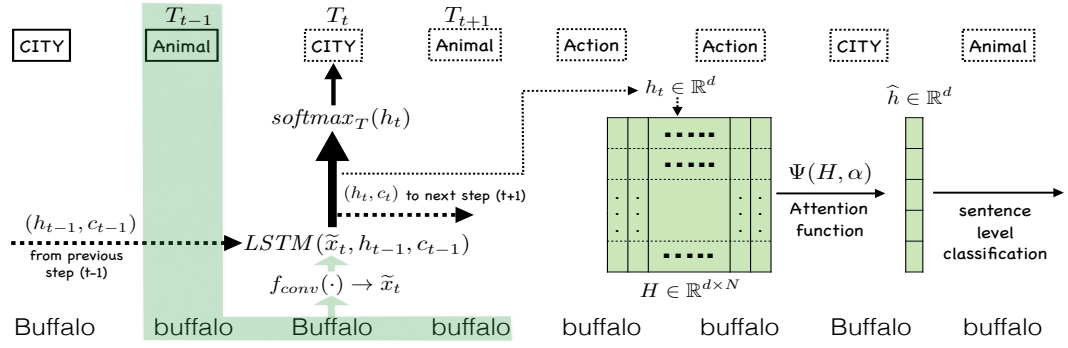 T_{t-1} T_t T_{t+1}
CITY Animal CITY Animal Action Action CITY Animal
softmax_T(h_t)
h_t ∈ ℝ^d
ĥ ∈ ℝ^d
(h_t, c_t) to next step (t+1)
(h_{t-1}, c_{t-1})
from previous
step (t-1)
LSTM(x̃_t, h_{t-1}, c_{t-1})
f_{conv}(·) → x̃_t
H ∈ ℝ^{d×N}
Ψ(H, α)
Attention
function
sentence
level
classification
Buffalo buffalo Buffalo buffalo buffalo buffalo Buffalo buffalo